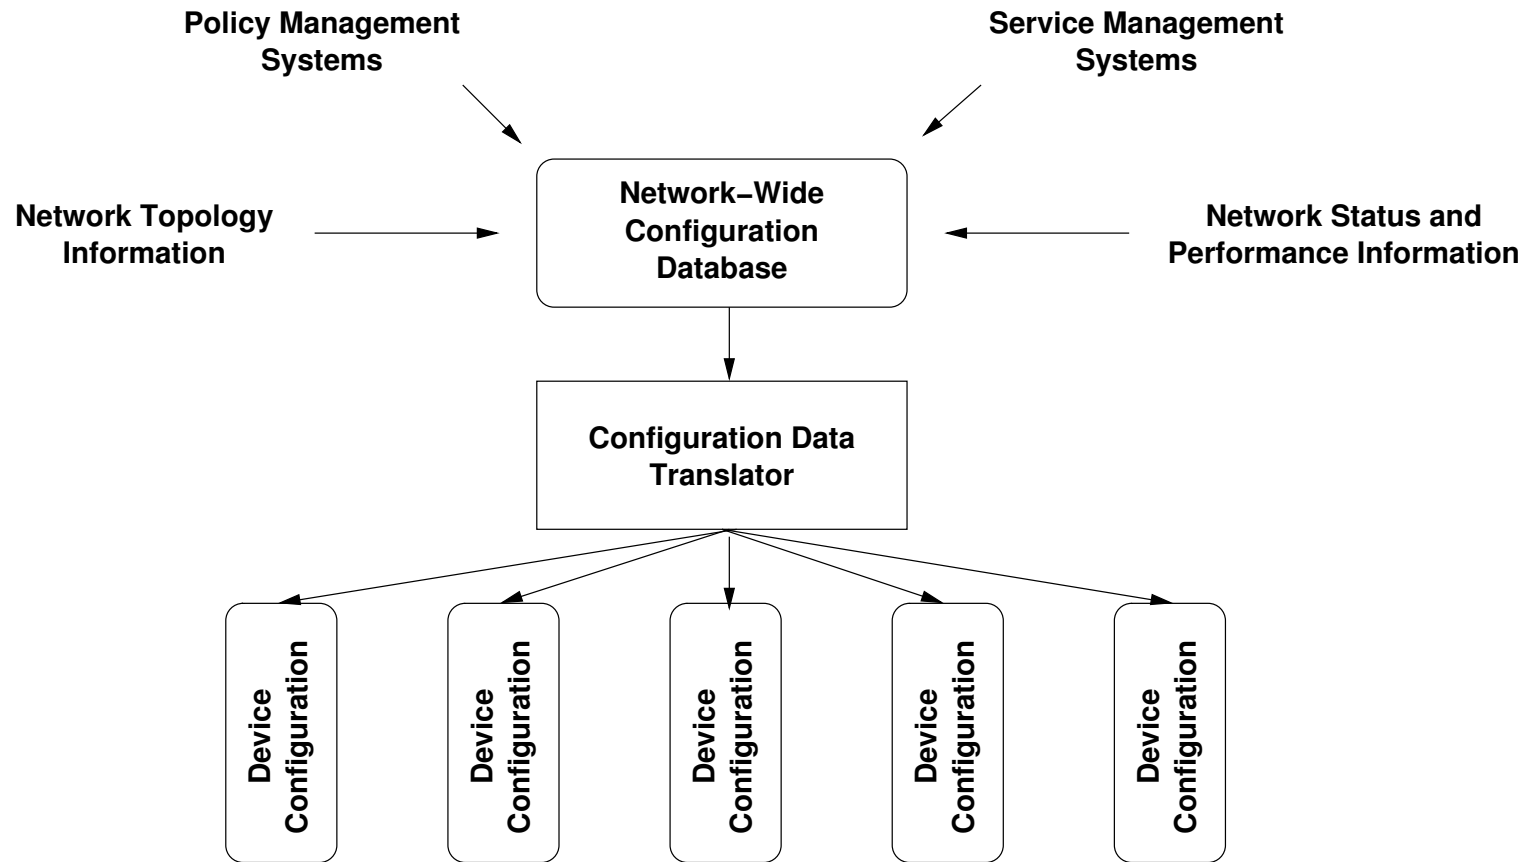 Policy Management
Systems
Service Management
Systems
Network Topology
Information
Network−Wide
Configuration
Database
Network Status and
Performance Information
Configuration Data
Translator
Device
Configuration
Device
Configuration
Device
Configuration
Device
Configuration
Device
Configuration